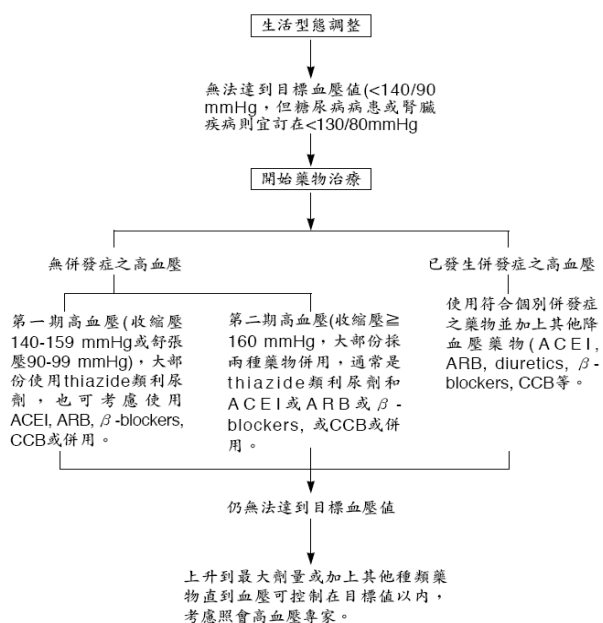 生活型態調整
無法達到目標血壓值(<140/90
mmHg，但糖尿病病患或腎臟
疾病則宜訂在<130/80mmHg
開始藥物治療
無併發症之高血壓
已發生併發症之高血壓
第一期高血壓(收縮壓
140-159 mmHg或舒張
壓90-99 mmHg)，大部
份使用thiazide類利尿
劑，也可考慮使用
ACEI, ARB, β-blockers,
CCB或併用。
第二期高血壓(收縮壓≧
160 mmHg，大部份採
兩種藥物併用，通常是
thiazide類利尿劑和
ACEI或ARB或β-
blockers, 或CCB或併
用。
使用符合個別併發症
之藥物並加上其他降
血壓藥物(ACEI,
ARB, diuretics, β-
blockers, CCB等。
仍無法達到目標血壓值
上升到最大劑量或加上其他種類藥
物直到血壓可控制在目標值以內，
考慮照會高血壓專家。